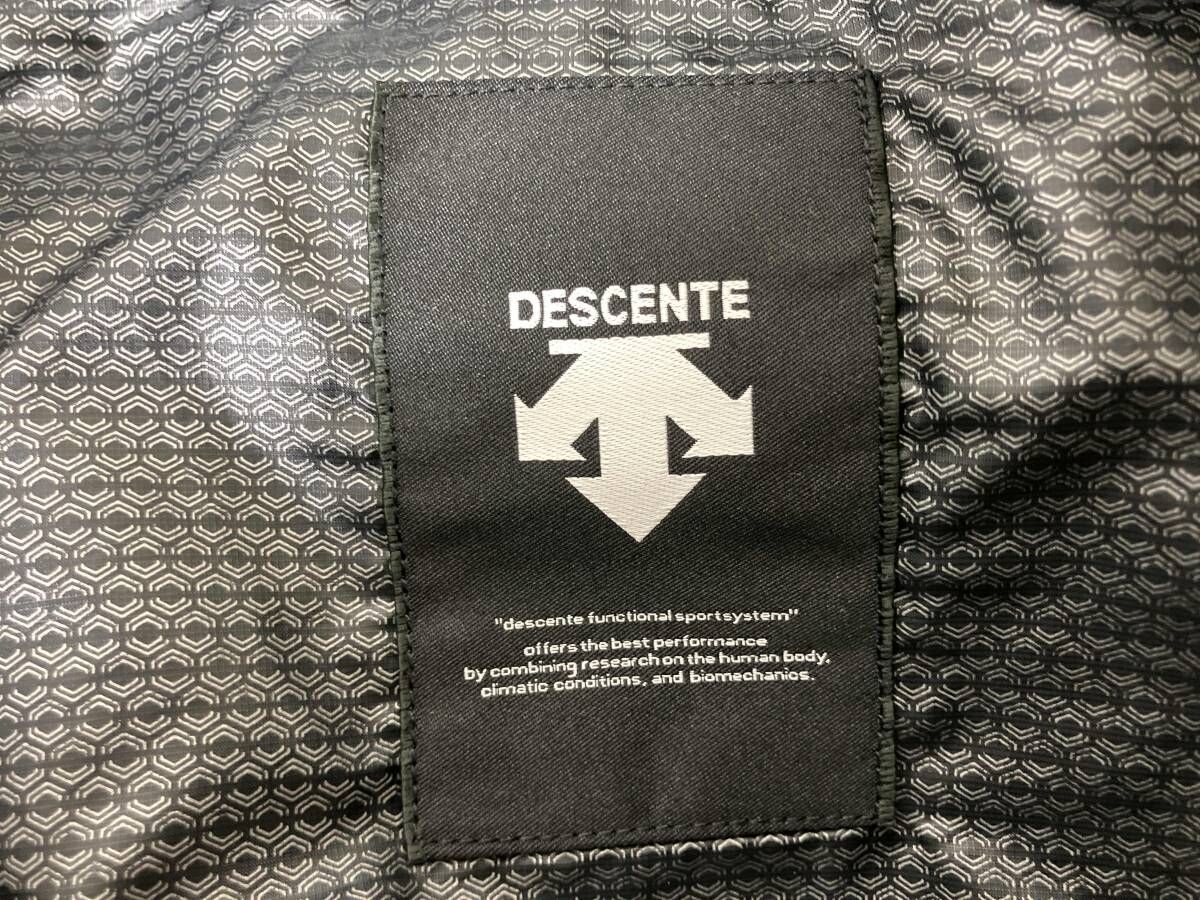 DESCENTE
"descente functional sportsystem"
offers the best performance
by combining research on the human body,
climatic conditions, and biomechanics.